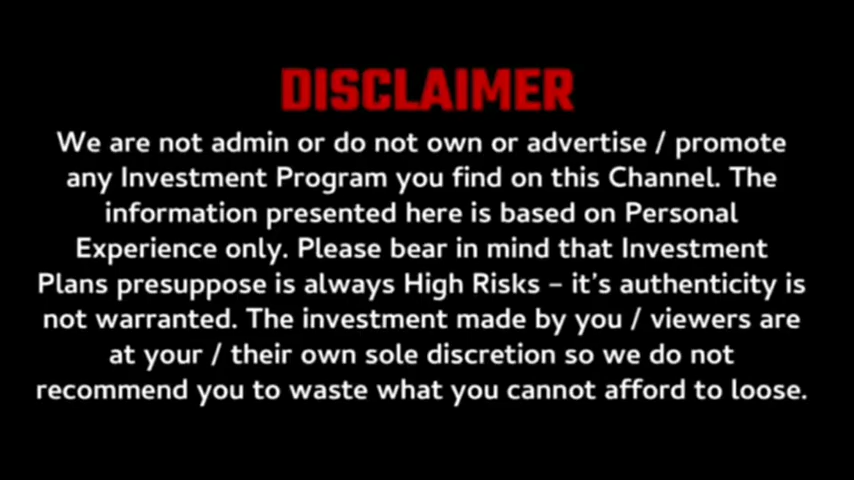 DISCLAIMER
We are not admin or do not own or advertise / promote
any Investment Program you find on this Channel. The
information presented here is based on Personal
Experience only. Please bear in mind that Investment
Plans presuppose is always High Risks – it's authenticity is
not warranted. The investment made by you / viewers are
at your / their own sole discretion so we do not
recommend you to waste what you cannot afford to loose.